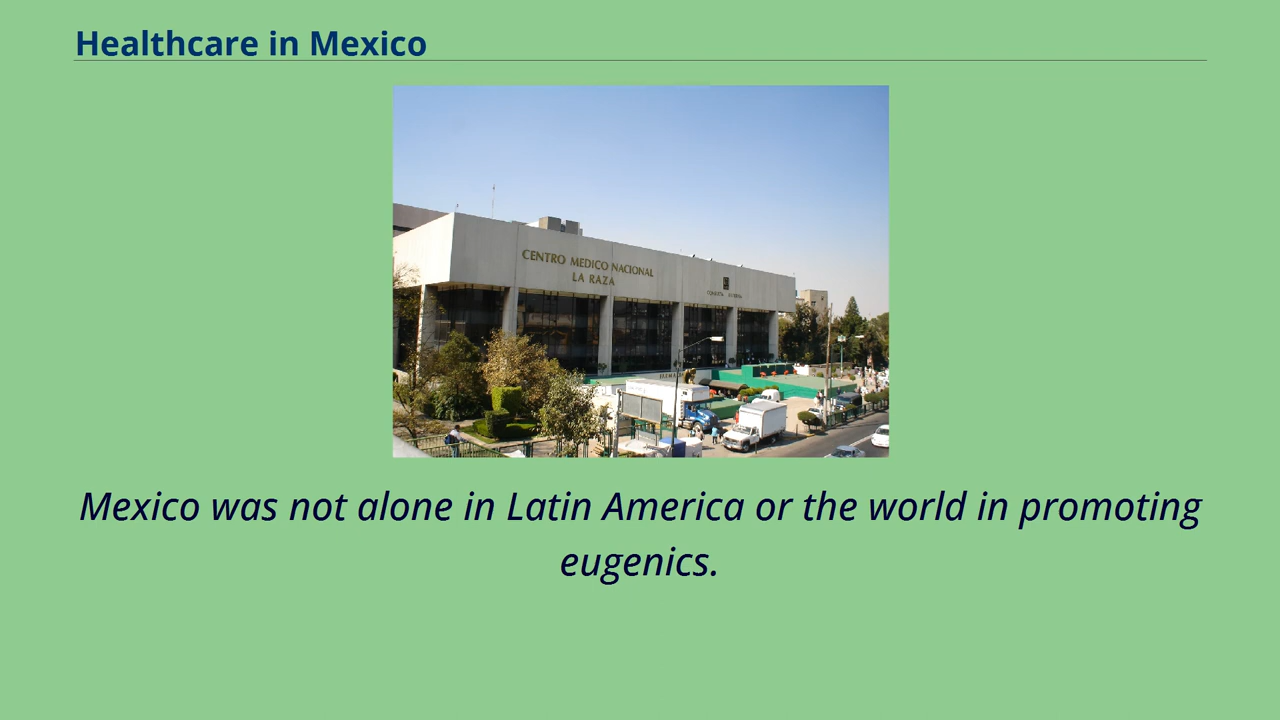 Healthcare in Mexico
CENTRO MEDICO NACIONAL
LA RAZA
Mexico was not alone in Latin America or the world in promoting
eugenics.